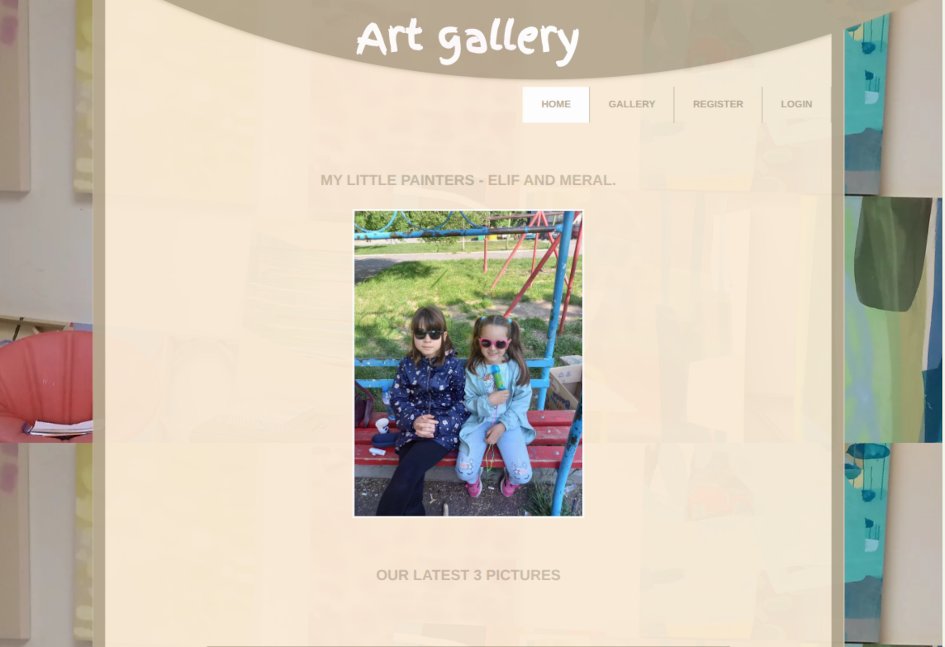 Art gallery
HOME GALLERY REGISTER LOGIN
MY LITTLE PAINTERS - ELIF AND MERAL.
OUR LATEST 3 PICTURES